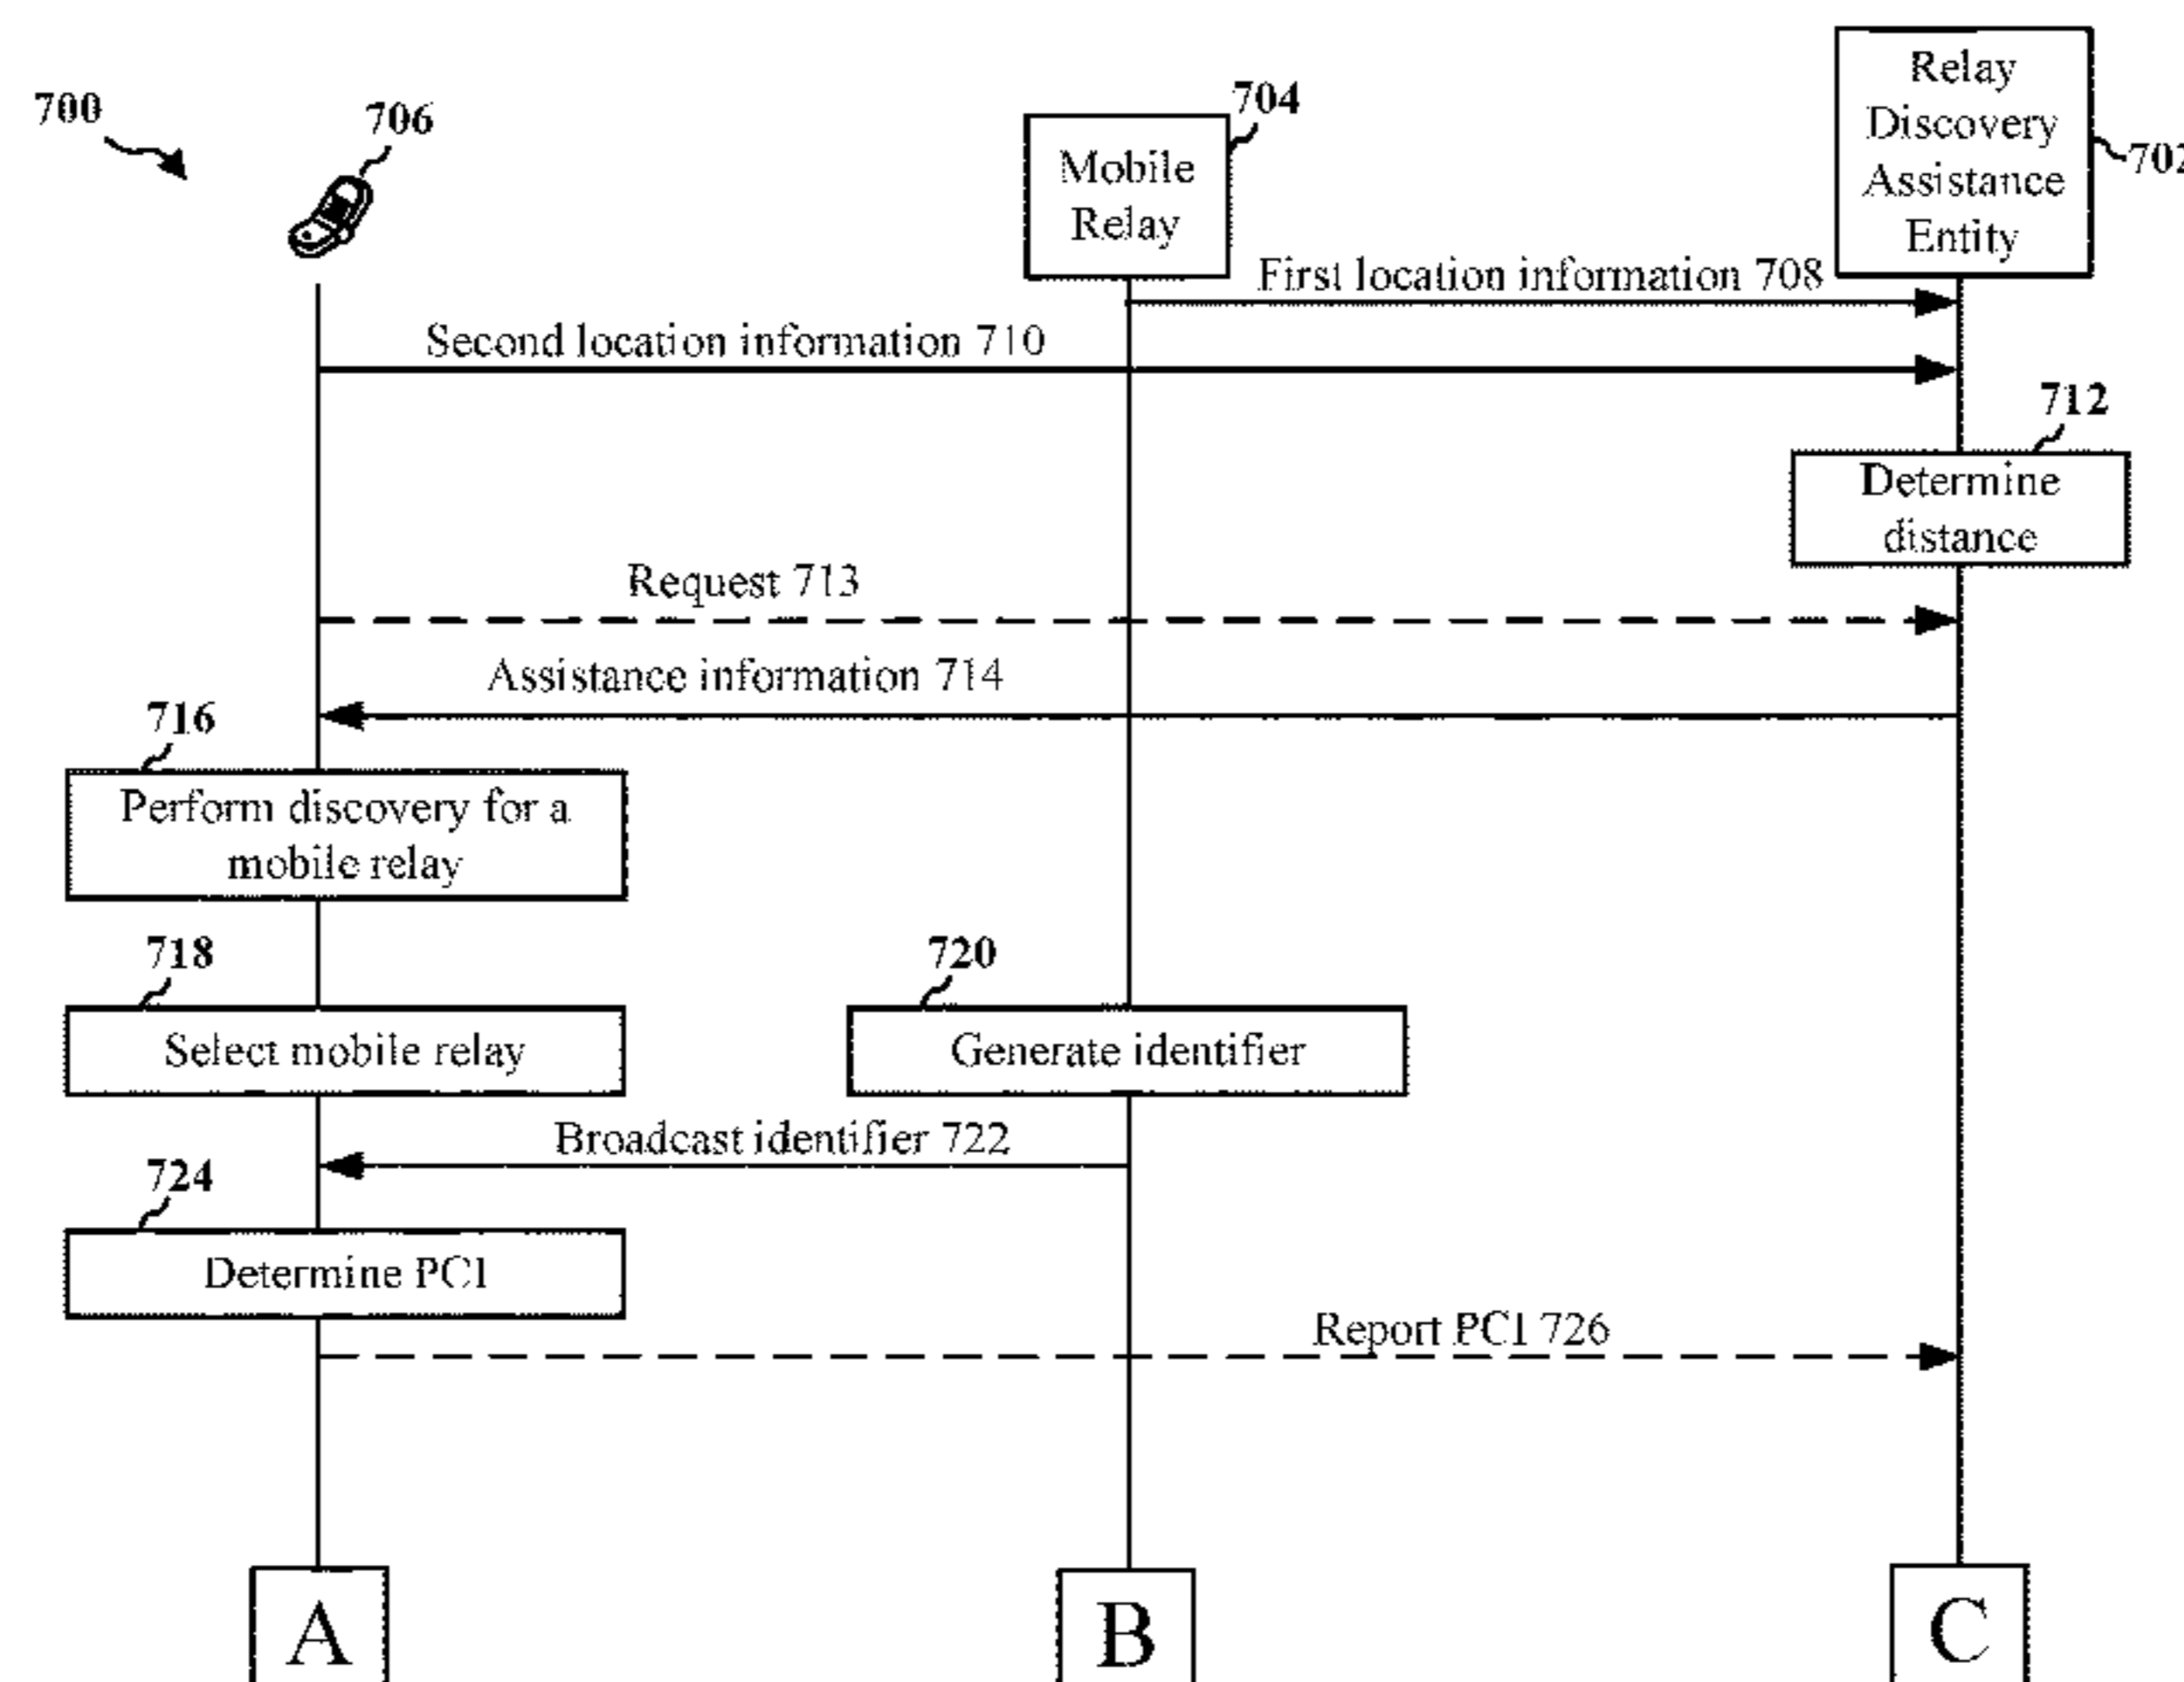 700
706
704
Mobile
Relay
Relay
Discovery
Assistance
Entity
702
First location information 708
Second location information 710
712
Determine
distance
Request 713
Assistance information 714
716
Perform discovery for a
mobile relay
718
Select mobile relay
720
Generate identifier
Broadcast identifier 722
724
Determine PCI
Report PCI 726
A
B
C